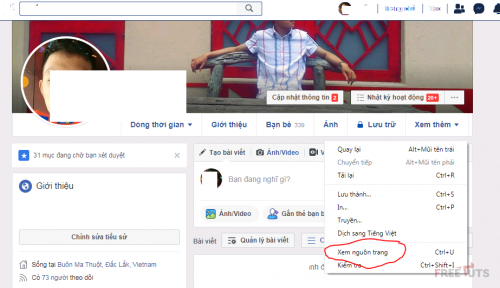 Cập nhật thông tin 2
Nhật ký hoạt động 20+
Dòng thời gian
Giới thiệu
Bạn bè 339
Ảnh
Lưu trữ
Xem thêm
31 mục đang chờ bạn xét duyệt
Giới thiệu
Chỉnh sửa tiểu sử
Sống tại Buôn Ma Thuột, Đắc Lắk, Vietnam
Có 73 người theo dõi
Tạo bài viết
Ảnh/Video
Bạn đang nghĩ gì?
Ảnh/Video
Gắn thẻ bạn b
Bài viết
Quản lý bài viết
Quay lại Alt+Mũi tên trái
Chuyển tiếp Alt+Mũi tên phải
Tải lại Ctrl+R
Lưu thành... Ctrl+S
In... Ctrl+P
Truyền...
Dịch sang Tiếng Việt
Xem nguồn trang Ctrl+U
Kiểm tra Ctrl+Shift+I
FREETUTS